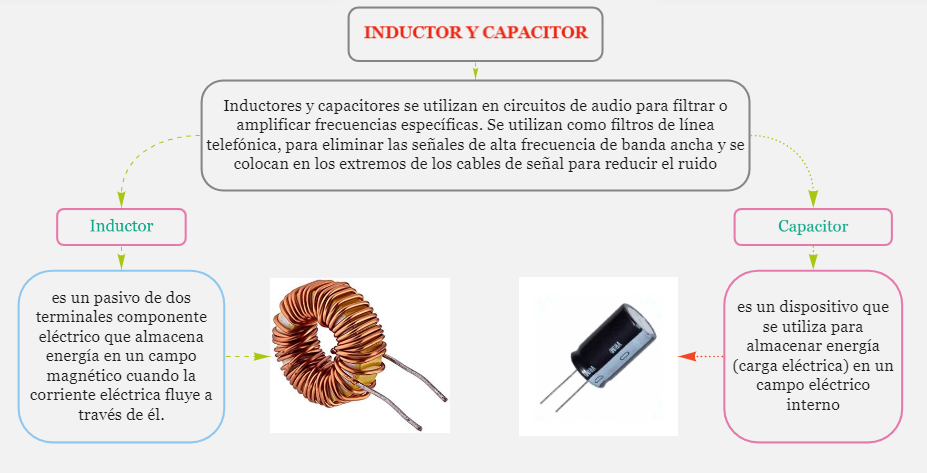 INDUCTOR Y CAPACITOR
Inductores y capacitores se utilizan en circuitos de audio para filtrar o
amplificar frecuencias específicas. Se utilizan como filtros de línea
telefónica, para eliminar las señales de alta frecuencia de banda ancha y se
colocan en los extremos de los cables de señal para reducir el ruido
Inductor
es un pasivo de dos
terminales componente
eléctrico que almacena
energía en un campo
magnético cuando la
corriente eléctrica fluye a
través de él.
Capacitor
es un dispositivo que
se utiliza para
almacenar energía
(carga eléctrica) en un
campo eléctrico
interno